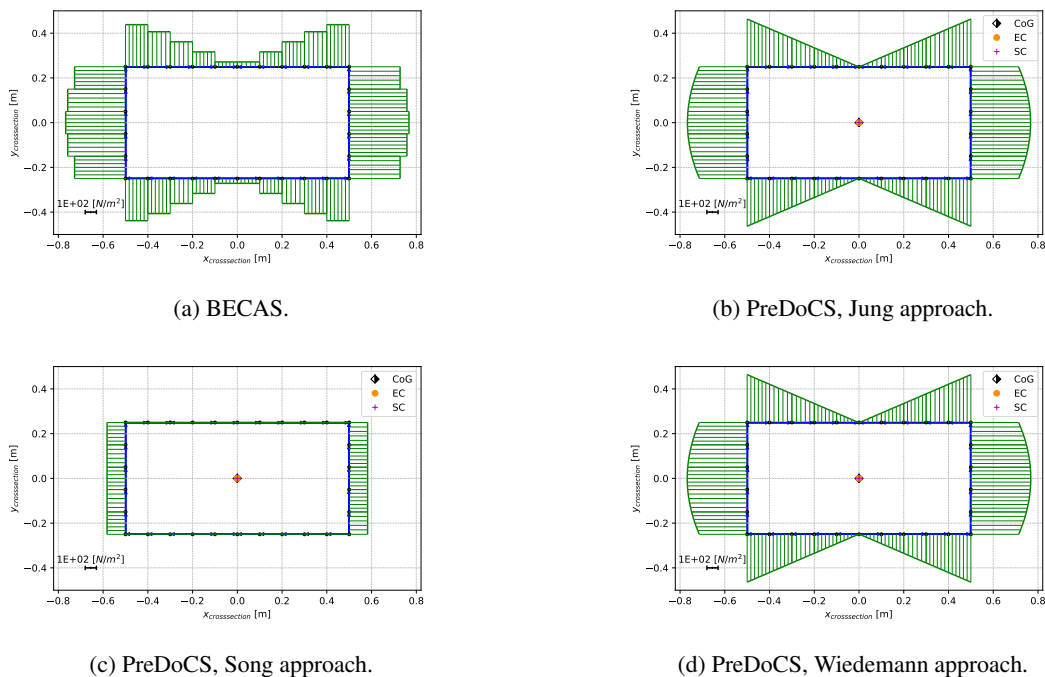 0.4
0.2
0.0
−0.2
−0.4
y_crosssection [m]
1E+02 [N/m²]
−0.8 −0.6 −0.4 −0.2 0.0 0.2 0.4 0.6 0.8
x_crosssection [m]
(a) BECAS.
0.4
0.2
0.0
−0.2
−0.4
y_crosssection [m]
CoG
EC
SC
1E+02 [N/m²]
−0.8 −0.6 −0.4 −0.2 0.0 0.2 0.4 0.6 0.8
x_crosssection [m]
(b) PreDoCS, Jung approach.
0.4
0.2
0.0
−0.2
−0.4
y_crosssection [m]
CoG
EC
SC
1E+02 [N/m²]
−0.8 −0.6 −0.4 −0.2 0.0 0.2 0.4 0.6 0.8
x_crosssection [m]
(c) PreDoCS, Song approach.
0.4
0.2
0.0
−0.2
−0.4
y_crosssection [m]
CoG
EC
SC
1E+02 [N/m²]
−0.8 −0.6 −0.4 −0.2 0.0 0.2 0.4 0.6 0.8
x_crosssection [m]
(d) PreDoCS, Wiedemann approach.